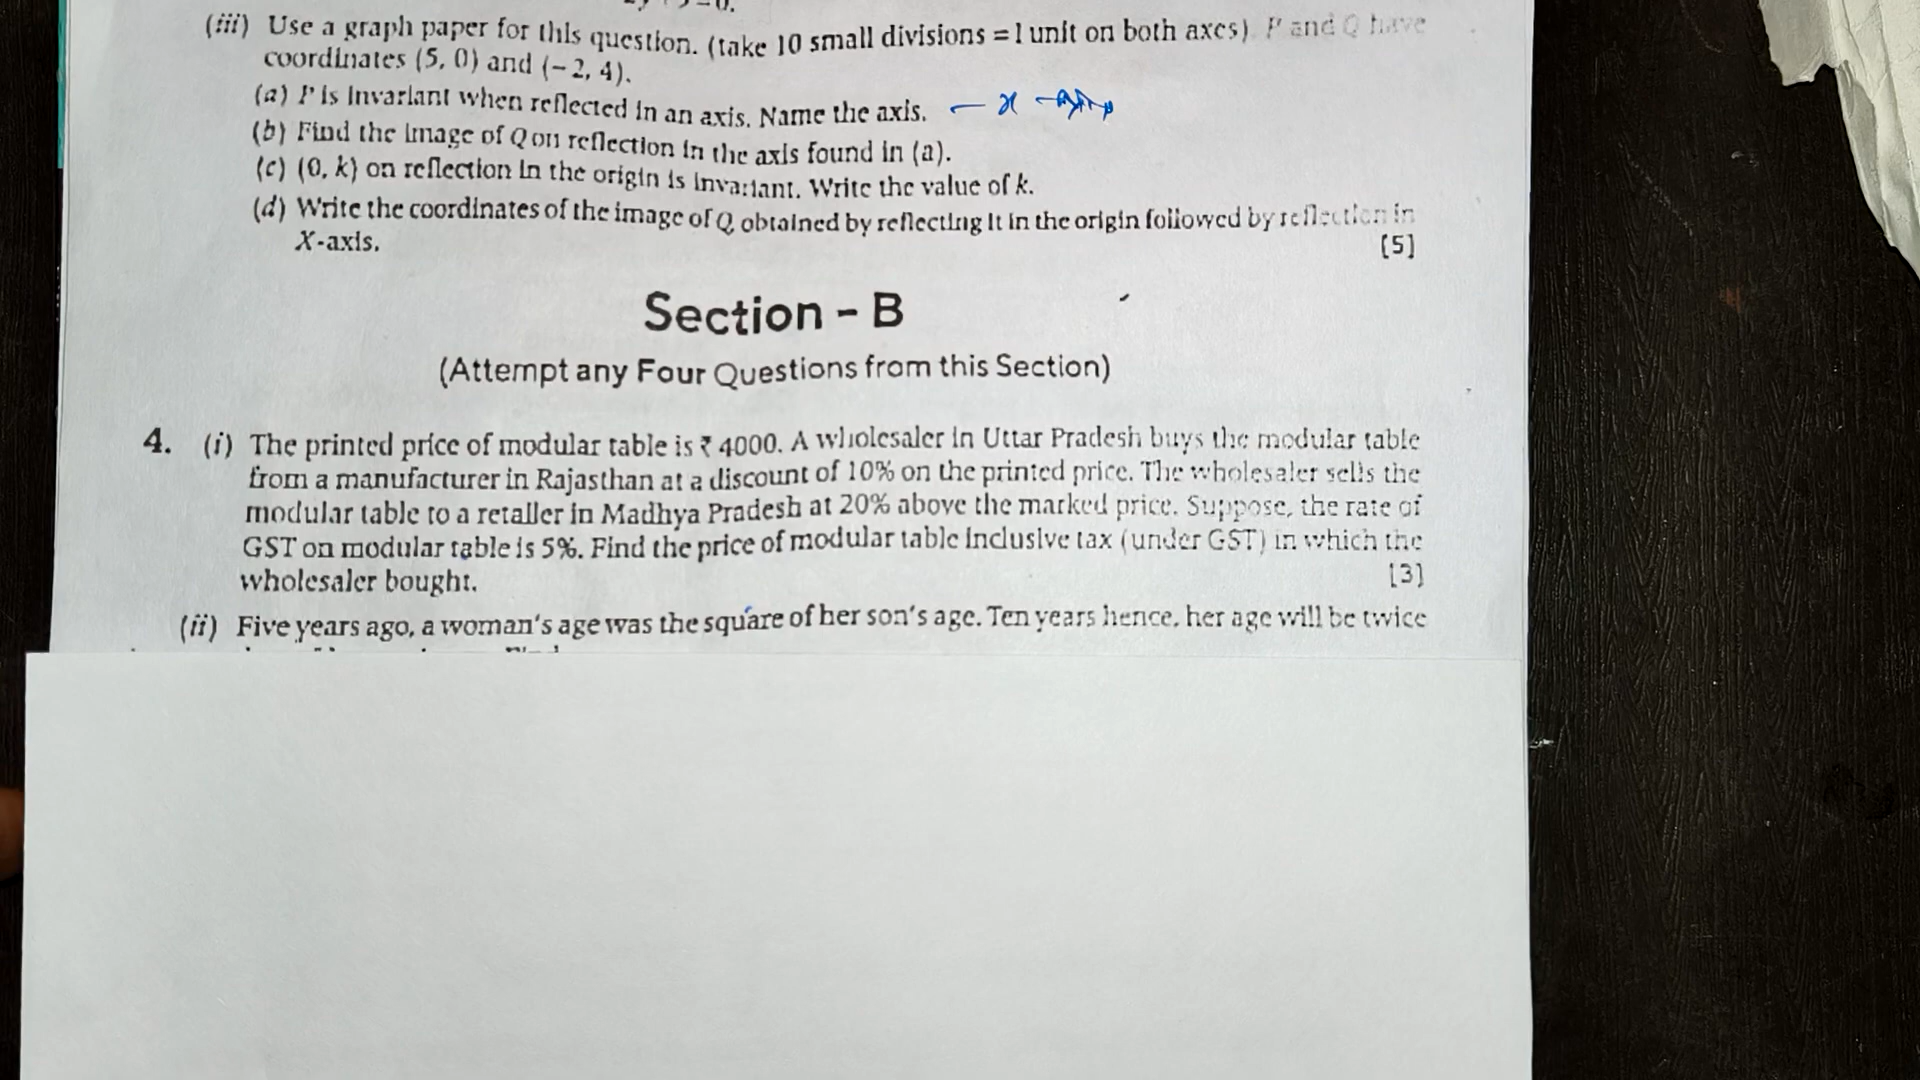 (iii) Use a graph paper for this question. (take 10 small divisions = 1 unit on both axes) P and Q have
coordinates (5, 0) and (– 2, 4).
(a) P is invariant when reflected in an axis. Name the axis. – x - axis
(b) Find the image of Q on reflection in the axis found in (a).
(c) (0, k) on reflection in the origin is invariant. Write the value of k.
(d) Write the coordinates of the image of Q, obtained by reflecting it in the origin followed by reflection in
X-axis. [5]
Section - B
(Attempt any Four Questions from this Section)
4. (i) The printed price of modular table is ₹ 4000. A wholesaler in Uttar Pradesh buys the modular table
from a manufacturer in Rajasthan at a discount of 10% on the printed price. The wholesaler sells the
modular table to a retailer in Madhya Pradesh at 20% above the marked price. Suppose, the rate of
GST on modular table is 5%. Find the price of modular table inclusive tax (under GST) in which the
wholesaler bought. [3]
(ii) Five years ago, a woman's age was the square of her son's age. Ten years hence, her age will be twice